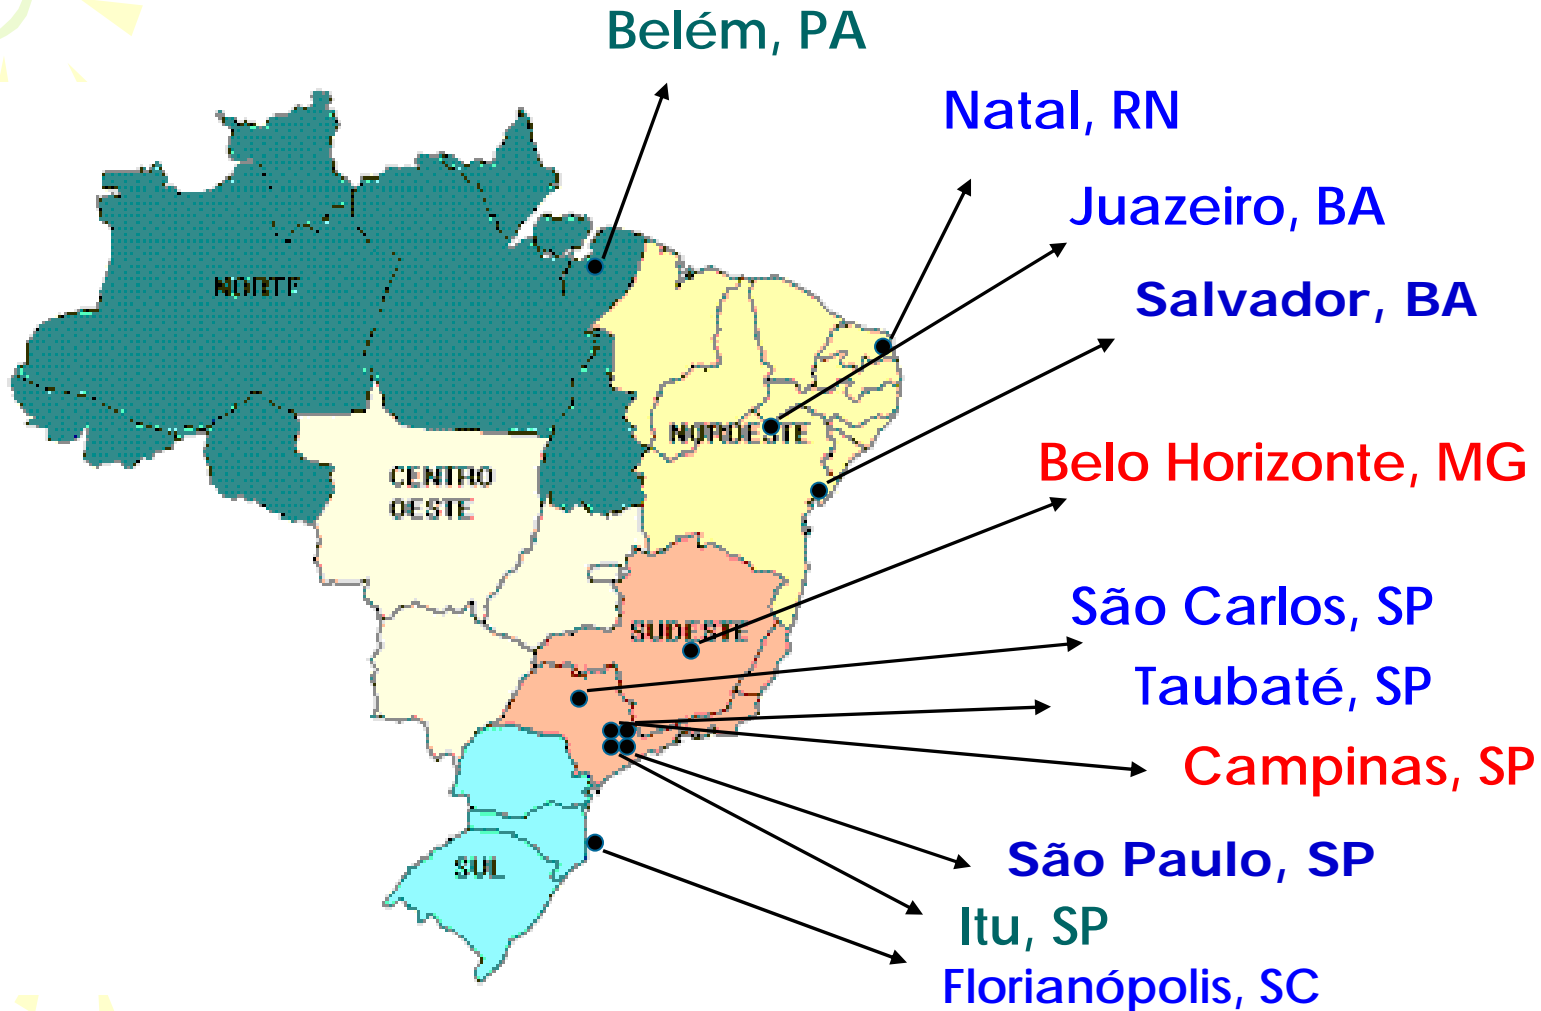 Belém, PA
Natal, RN
Juazeiro, BA
NORTE
Salvador, BA
NORDESTE
Belo Horizonte, MG
CENTRO
OESTE
São Carlos, SP
SUDESTE
Taubaté, SP
Campinas, SP
São Paulo, SP
SUL
Itu, SP
Florianópolis, SC